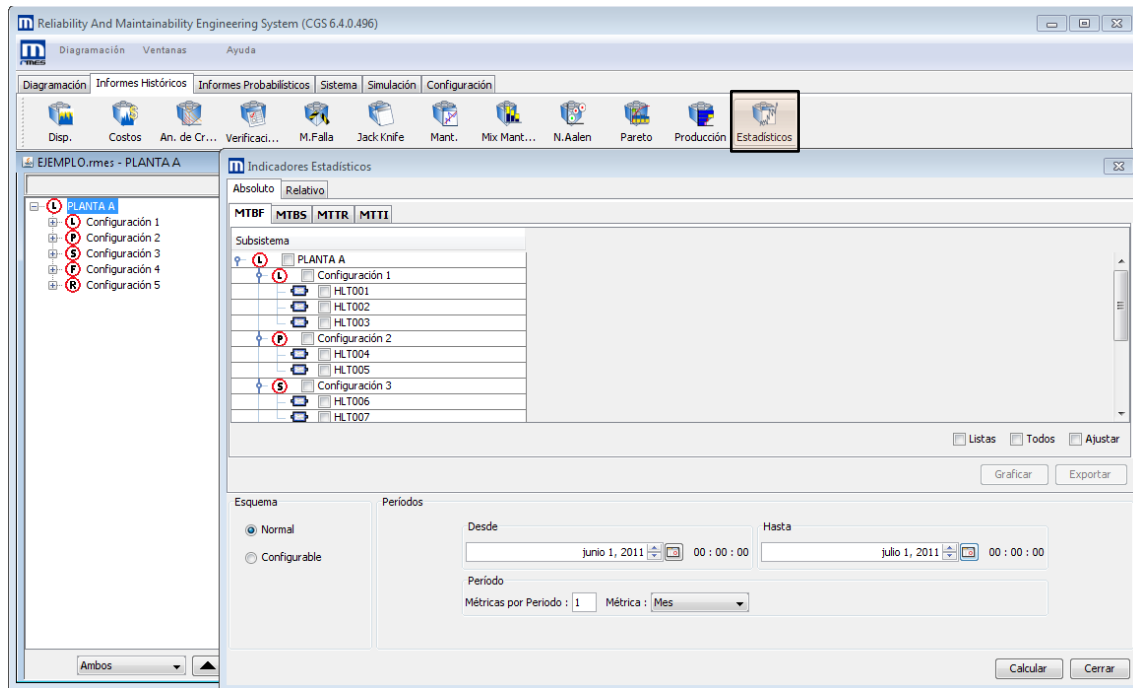 Reliability And Maintainability Engineering System (CGS 6.4.0.496)
rmes Diagramación Ventanas Ayuda
Diagramación Informes Históricos Informes Probabilísticos Sistema Simulación Configuración
Disp. Costos An. de Cr... Verificaci... M.Falla Jack Knife Mant. Mix Mant... N.Aalen Pareto Producción Estadísticos
EJEMPLO.rmes - PLANTA A
L PLANTA A
L Configuración 1
P Configuración 2
S Configuración 3
F Configuración 4
R Configuración 5
Ambos
Indicadores Estadísticos
Absoluto Relativo
MTBF MTBS MTTR MTTI
Subsistema
L PLANTA A
L Configuración 1
HLT001
HLT002
HLT003
P Configuración 2
HLT004
HLT005
S Configuración 3
HLT006
HLT007
Listas Todos Ajustar
Graficar Exportar
Esquema Períodos
Normal
Configurable
Desde Hasta
junio 1, 2011 00 : 00 : 00 julio 1, 2011 00 : 00 : 00
Período
Métricas por Periodo : 1 Métrica : Mes
Calcular Cerrar